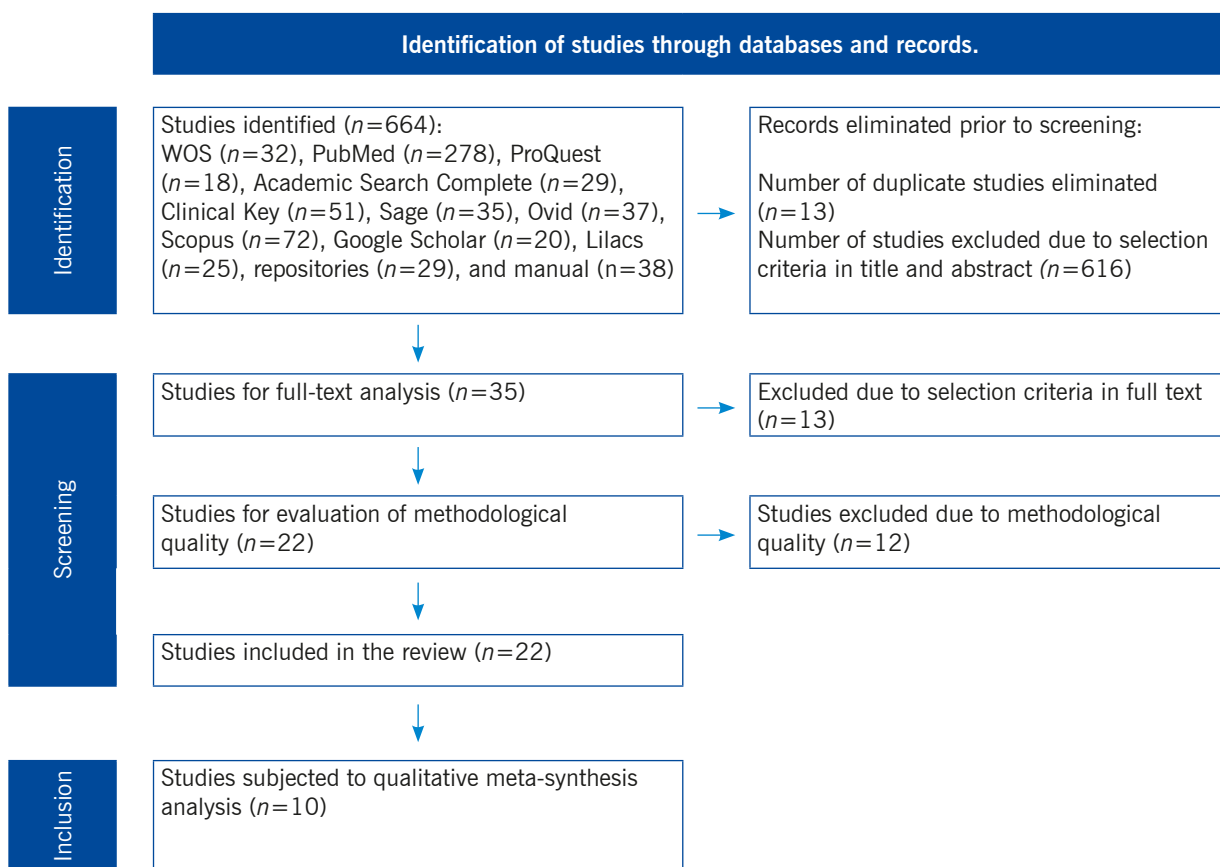 Identification of studies through databases and records.
Identification
Studies identified (n=664):
WOS (n=32), PubMed (n=278), ProQuest
(n=18), Academic Search Complete (n=29),
Clinical Key (n=51), Sage (n=35), Ovid (n=37),
Scopus (n=72), Google Scholar (n=20), Lilacs
(n=25), repositories (n=29), and manual (n=38)
Records eliminated prior to screening:
Number of duplicate studies eliminated
(n=13)
Number of studies excluded due to selection
criteria in title and abstract (n=616)
Screening
Studies for full-text analysis (n=35)
Excluded due to selection criteria in full text
(n=13)
Studies for evaluation of methodological
quality (n=22)
Studies excluded due to methodological
quality (n=12)
Studies included in the review (n=22)
Inclusion
Studies subjected to qualitative meta-synthesis
analysis (n=10)